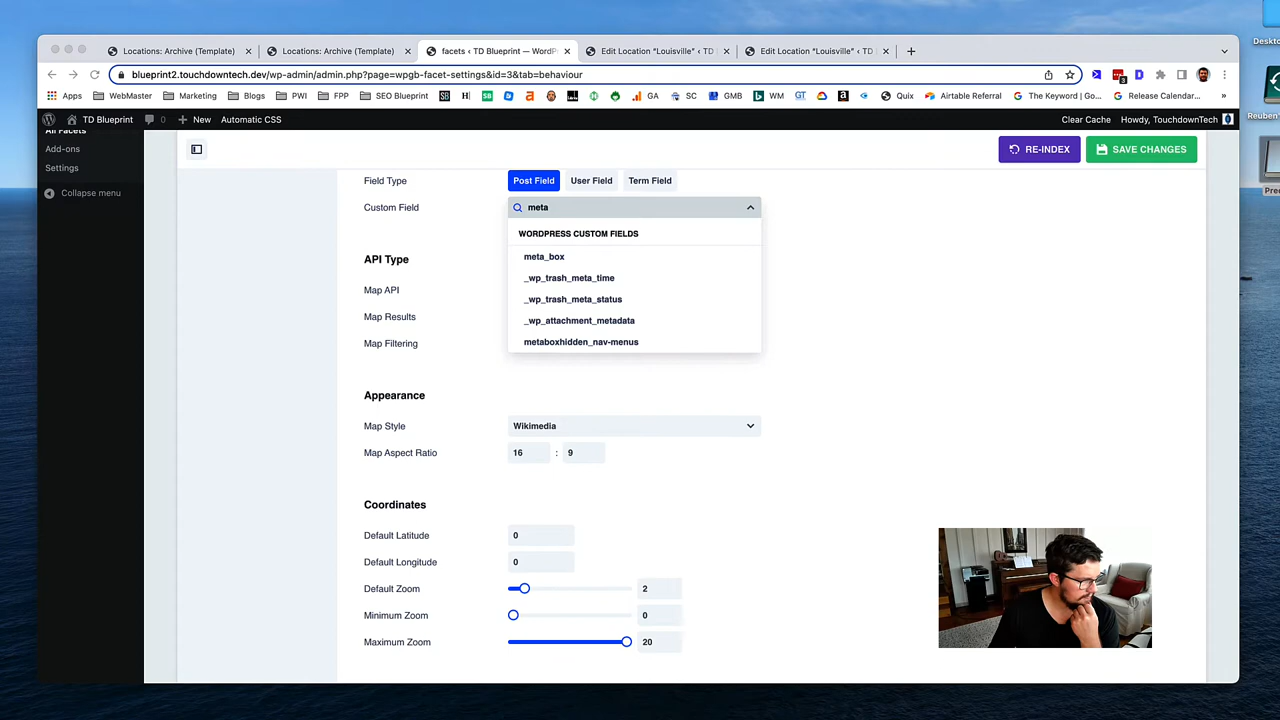 Desktop
Locations: Archive (Template)
Locations: Archive (Template)
facets ‹ TD Blueprint — WordPr
Edit Location “Louisville” ‹ TD I
Edit Location “Louisville” ‹ TD I
blueprint2.touchdowntech.dev/wp-admin/admin.php?page=wpgb-facet-settings&id=3&tab=behaviour
Apps WebMaster Marketing Blogs PWI FPP SEO Blueprint GA SC GMB WM Quix Airtable Referral The Keyword | Go... Release Calendar...
TD Blueprint 0 New Automatic CSS Clear Cache Howdy, TouchdownTech
Reuben'
All Facets
Add-ons
Settings
Collapse menu
RE-INDEX
SAVE CHANGES
Field Type Post Field User Field Term Field
Custom Field meta
WORDPRESS CUSTOM FIELDS
meta_box
_wp_trash_meta_time
_wp_trash_meta_status
_wp_attachment_metadata
metaboxhidden_nav-menus
API Type
Map API
Map Results
Map Filtering
Appearance
Map Style Wikimedia
Map Aspect Ratio 16 : 9
Coordinates
Default Latitude 0
Default Longitude 0
Default Zoom 2
Minimum Zoom 0
Maximum Zoom 20